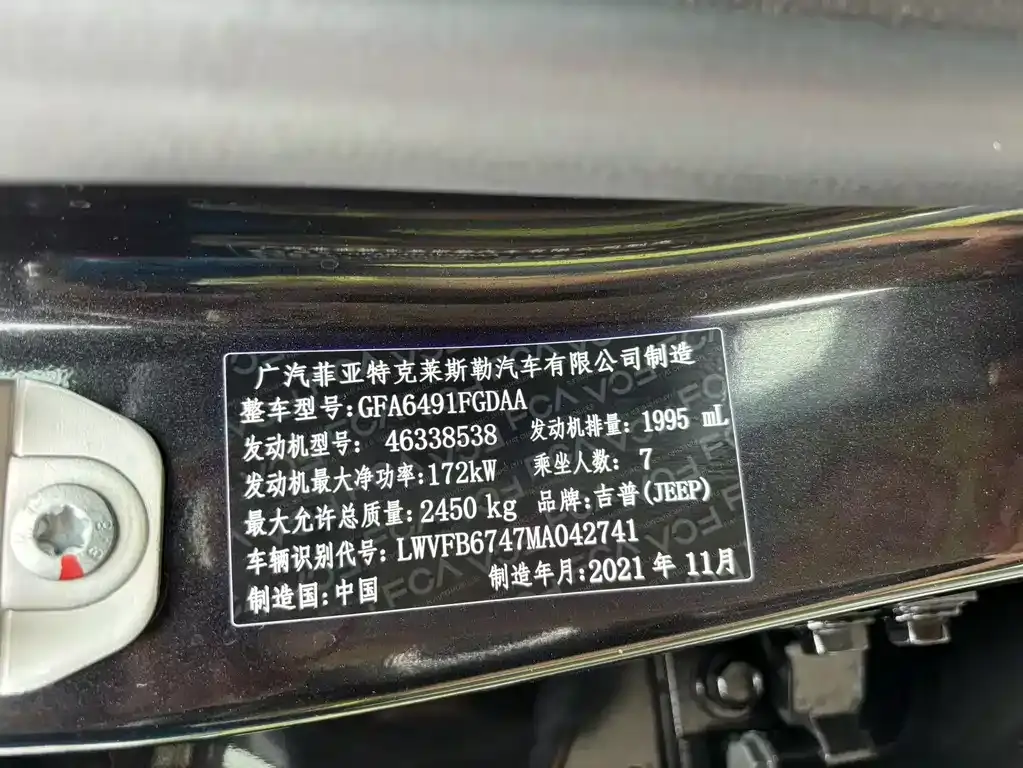 广汽菲亚特克莱斯勒汽车有限公司制造
整车型号:GFA6491FGDAA
发动机型号: 46338538 发动机排量: 1995 mL
发动机最大净功率:172kW 乘坐人数: 7
最大允许总质量:2450 kg 品牌:吉普(JEEP)
车辆识别代号: LWVFB6747MA042741
制造国:中国 制造年月:2021 年 11月